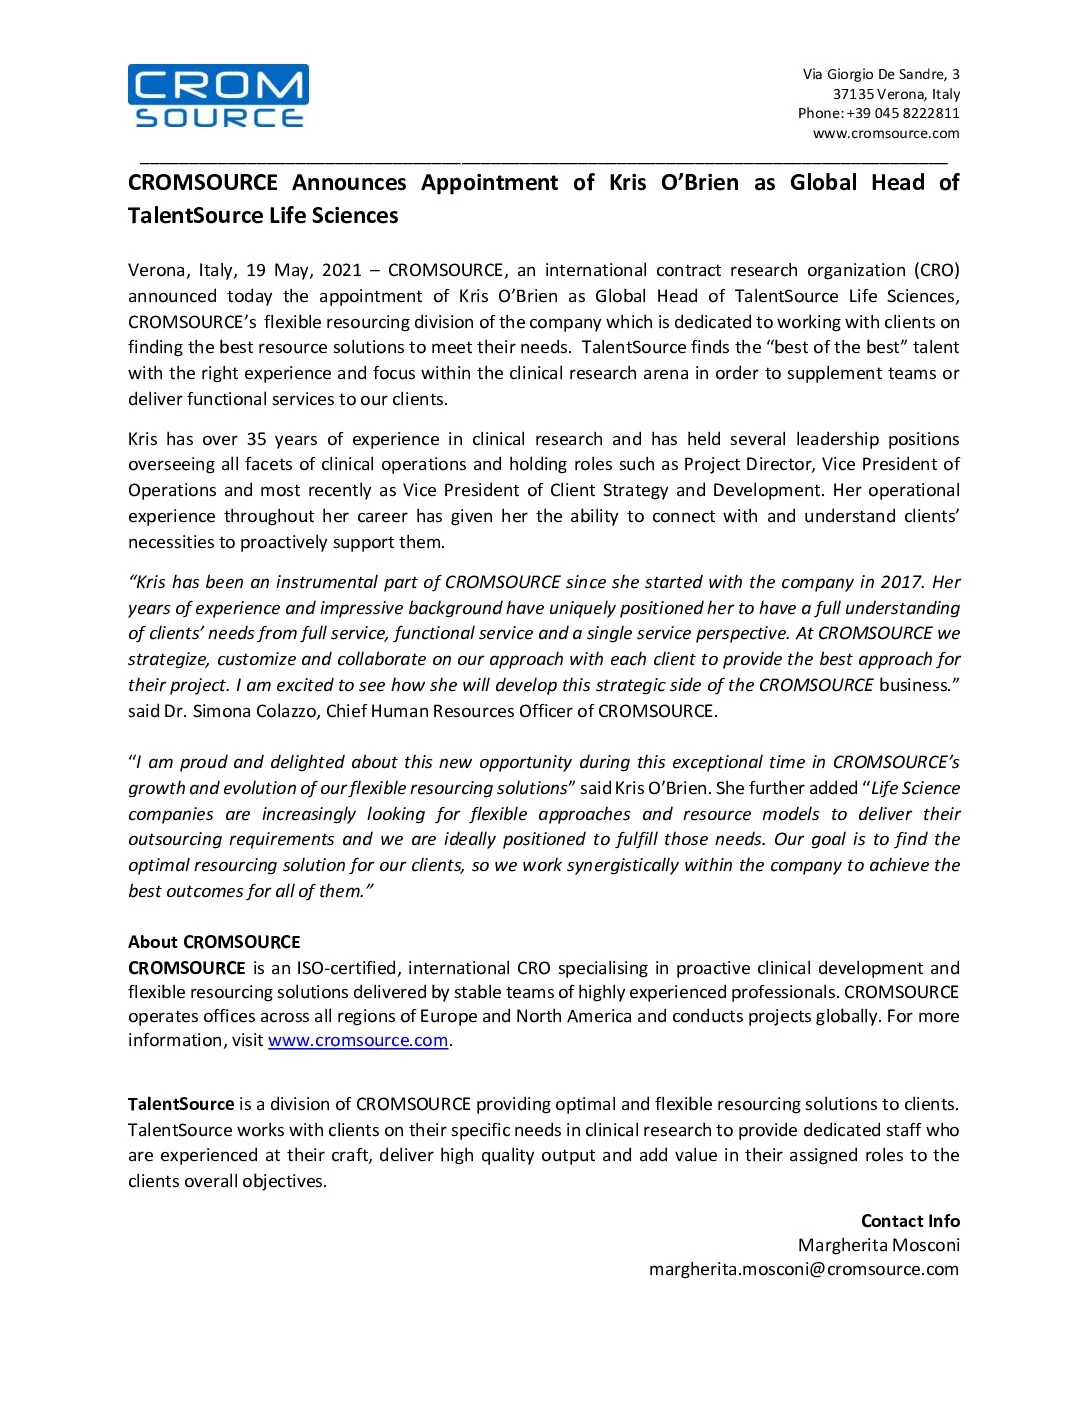 CROM
SOURCE
Via Giorgio De Sandre, 3
37135 Verona, Italy
Phone: +39 045 8222811
www.cromsource.com
CROMSOURCE Announces Appointment of Kris O’Brien as Global Head of
TalentSource Life Sciences
Verona, Italy, 19 May, 2021 – CROMSOURCE, an international contract research organization (CRO)
announced today the appointment of Kris O’Brien as Global Head of TalentSource Life Sciences,
CROMSOURCE’s flexible resourcing division of the company which is dedicated to working with clients on
finding the best resource solutions to meet their needs. TalentSource finds the “best of the best” talent
with the right experience and focus within the clinical research arena in order to supplement teams or
deliver functional services to our clients.
Kris has over 35 years of experience in clinical research and has held several leadership positions
overseeing all facets of clinical operations and holding roles such as Project Director, Vice President of
Operations and most recently as Vice President of Client Strategy and Development. Her operational
experience throughout her career has given her the ability to connect with and understand clients’
necessities to proactively support them.
“Kris has been an instrumental part of CROMSOURCE since she started with the company in 2017. Her
years of experience and impressive background have uniquely positioned her to have a full understanding
of clients’ needs from full service, functional service and a single service perspective. At CROMSOURCE we
strategize, customize and collaborate on our approach with each client to provide the best approach for
their project. I am excited to see how she will develop this strategic side of the CROMSOURCE business.”
said Dr. Simona Colazzo, Chief Human Resources Officer of CROMSOURCE.
“I am proud and delighted about this new opportunity during this exceptional time in CROMSOURCE’s
growth and evolution of our flexible resourcing solutions” said Kris O’Brien. She further added “Life Science
companies are increasingly looking for flexible approaches and resource models to deliver their
outsourcing requirements and we are ideally positioned to fulfill those needs. Our goal is to find the
optimal resourcing solution for our clients, so we work synergistically within the company to achieve the
best outcomes for all of them.”
About CROMSOURCE
CROMSOURCE is an ISO-certified, international CRO specialising in proactive clinical development and
flexible resourcing solutions delivered by stable teams of highly experienced professionals. CROMSOURCE
operates offices across all regions of Europe and North America and conducts projects globally. For more
information, visit www.cromsource.com.
TalentSource is a division of CROMSOURCE providing optimal and flexible resourcing solutions to clients.
TalentSource works with clients on their specific needs in clinical research to provide dedicated staff who
are experienced at their craft, deliver high quality output and add value in their assigned roles to the
clients overall objectives.
Contact Info
Margherita Mosconi
margherita.mosconi@cromsource.com